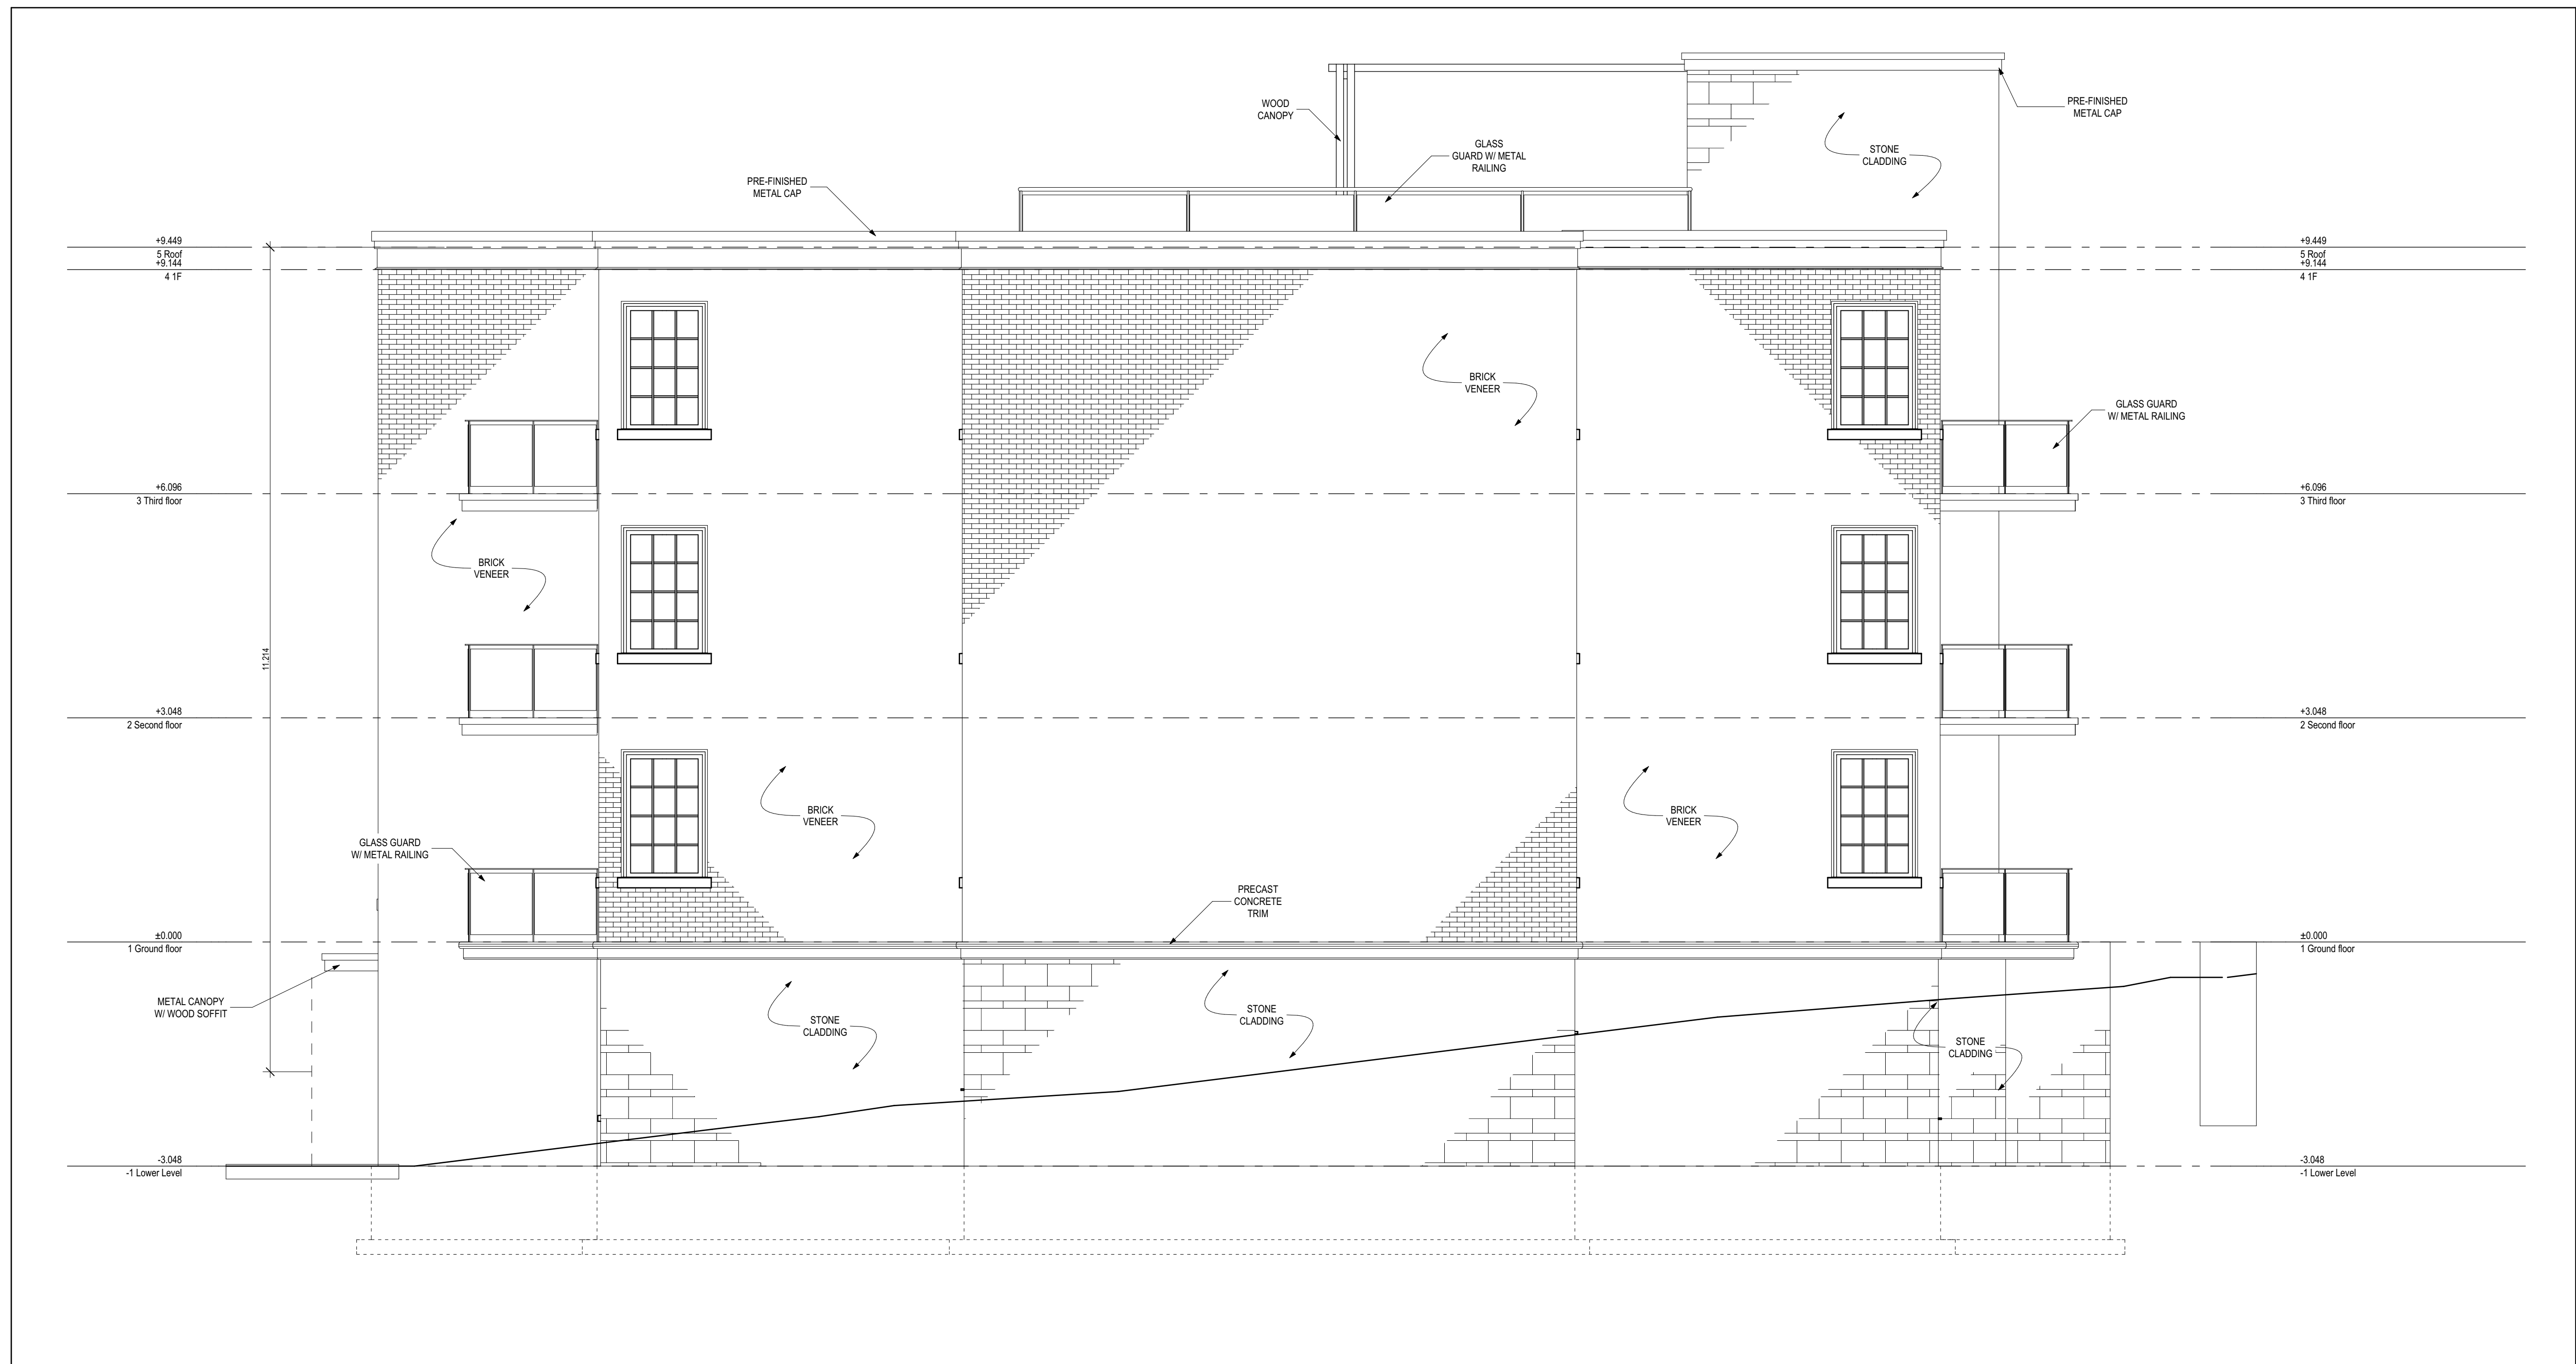 WOOD
CANOPY
PRE-FINISHED
METAL CAP
GLASS
GUARD W/ METAL
RAILING
STONE
CLADDING
PRE-FINISHED
METAL CAP
+9.449
5 Roof
+9.144
4 1F
+9.449
5 Roof
+9.144
4 1F
BRICK
VENEER
GLASS GUARD
W/ METAL RAILING
+6.096
3 Third floor
+6.096
3 Third floor
BRICK
VENEER
11.214
+3.048
2 Second floor
+3.048
2 Second floor
BRICK
VENEER
BRICK
VENEER
GLASS GUARD
W/ METAL RAILING
PRECAST
CONCRETE
TRIM
±0.000
1 Ground floor
±0.000
1 Ground floor
METAL CANOPY
W/ WOOD SOFFIT
STONE
CLADDING
STONE
CLADDING
STONE
CLADDING
-3.048
-1 Lower Level
-3.048
-1 Lower Level